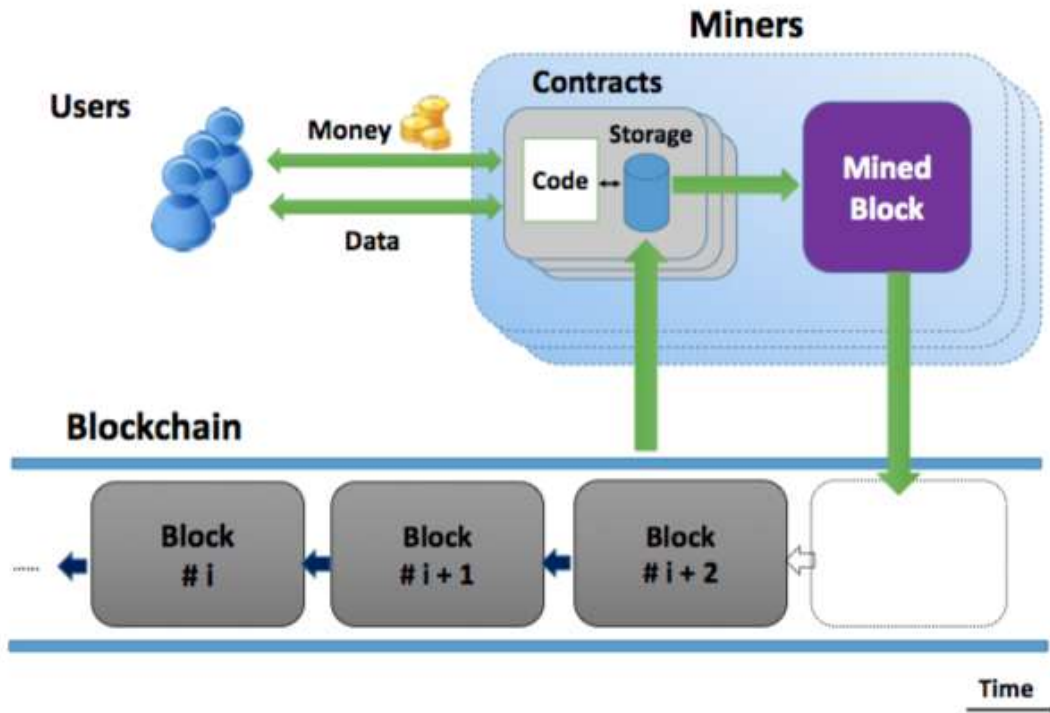 Miners
Contracts
Users
Money
Storage
Code
Mined
Block
Data
Blockchain
Block
# i
Block
# i + 1
Block
# i + 2
......
Time